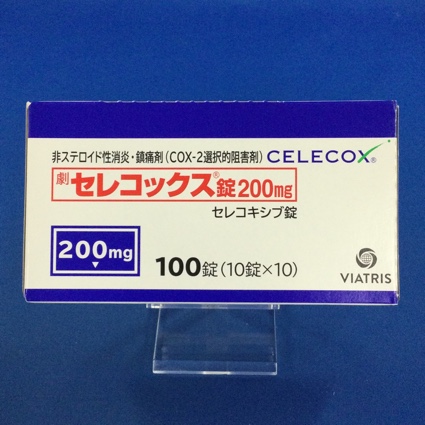 非ステロイド性消炎・鎮痛剤(COX-2選択的阻害剤) CELECOX®
劇 セレコックス®錠200mg
セレコキシブ錠
200mg
100錠(10錠×10)
VIATRIS